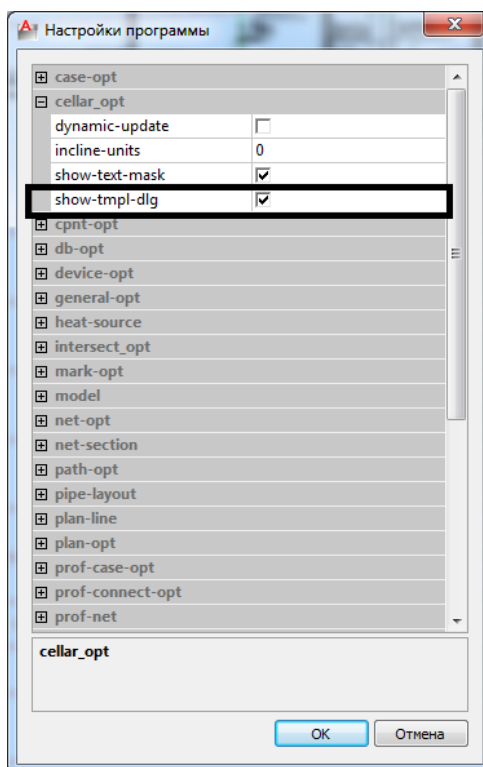 Настройки программы
case-opt
cellar_opt
dynamic-update
incline-units 0
show-text-mask
show-tmpl-dlg
cpnt-opt
db-opt
device-opt
general-opt
heat-source
intersect_opt
mark-opt
model
net-opt
net-section
path-opt
pipe-layout
plan-line
plan-opt
prof-case-opt
prof-connect-opt
prof-net
cellar_opt
OK Отмена